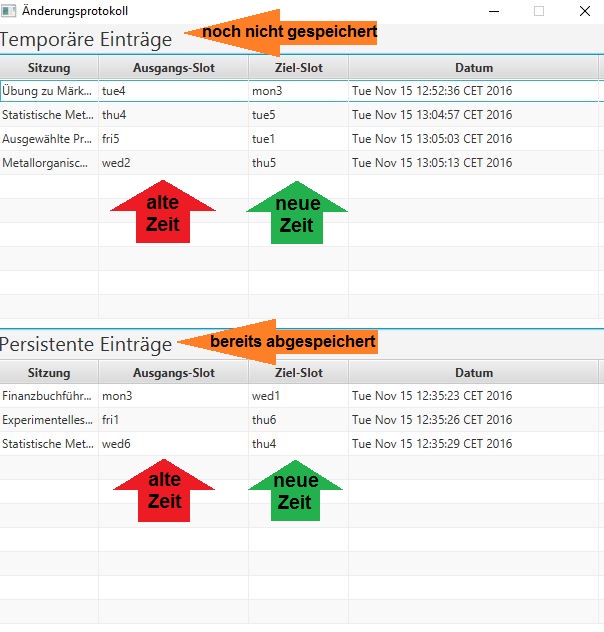 Änderungsprotokoll
Temporäre Einträge noch nicht gespeichert
Sitzung Ausgangs-Slot Ziel-Slot Datum
Übung zu Märk... tue4 mon3 Tue Nov 15 12:52:36 CET 2016
Statistische Met... thu4 tue5 Tue Nov 15 13:04:57 CET 2016
Ausgewählte Pr... fri5 tue1 Tue Nov 15 13:05:03 CET 2016
Metallorganisc... wed2 thu5 Tue Nov 15 13:05:13 CET 2016
alte neue
Zeit Zeit
Persistente Einträge bereits abgespeichert
Sitzung Ausgangs-Slot Ziel-Slot Datum
Finanzbuchführ... mon3 wed1 Tue Nov 15 12:35:23 CET 2016
Experimentelles... fri1 thu6 Tue Nov 15 12:35:26 CET 2016
Statistische Met... wed6 thu4 Tue Nov 15 12:35:29 CET 2016
alte neue
Zeit Zeit